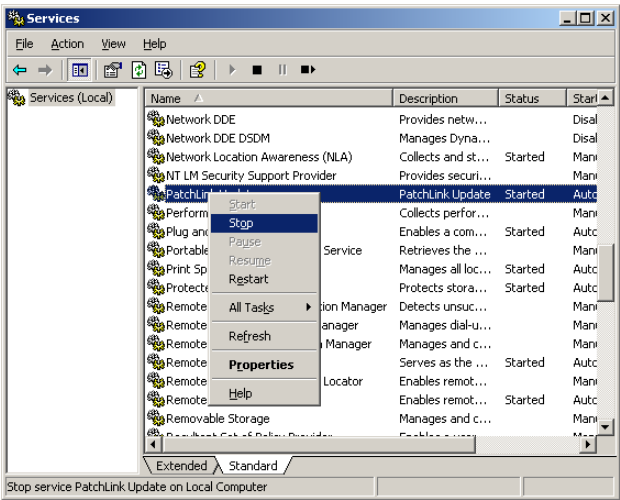 Services
File Action View Help
Services (Local)
Name Description Status Start
Network DDE Provides netw... Disal
Network DDE DSDM Manages Dyna... Disal
Network Location Awareness (NLA) Collects and st... Started Manu
NT LM Security Support Provider Provides securi... Manu
PatchLink Update PatchLink Update Started Auto
Perform Collects perfor... Manu
Plug and Enables a com... Started Auto
Portable Service Retrieves the ... Manu
Print Sp Manages all loc... Started Auto
Protecte Protects stora... Started Auto
Remote tion Manager Detects unsuc... Manu
Remote anager Manages dial-u... Manu
Remote Manager Manages and c... Manu
Remote Serves as the ... Started Auto
Remote Locator Enables remot... Manu
Remote Enables remot... Started Auto
Removable Storage Manages and c... Manu
Start
Stop
Pause
Resume
Restart
All Tasks
Refresh
Properties
Help
Extended Standard
Stop service PatchLink Update on Local Computer